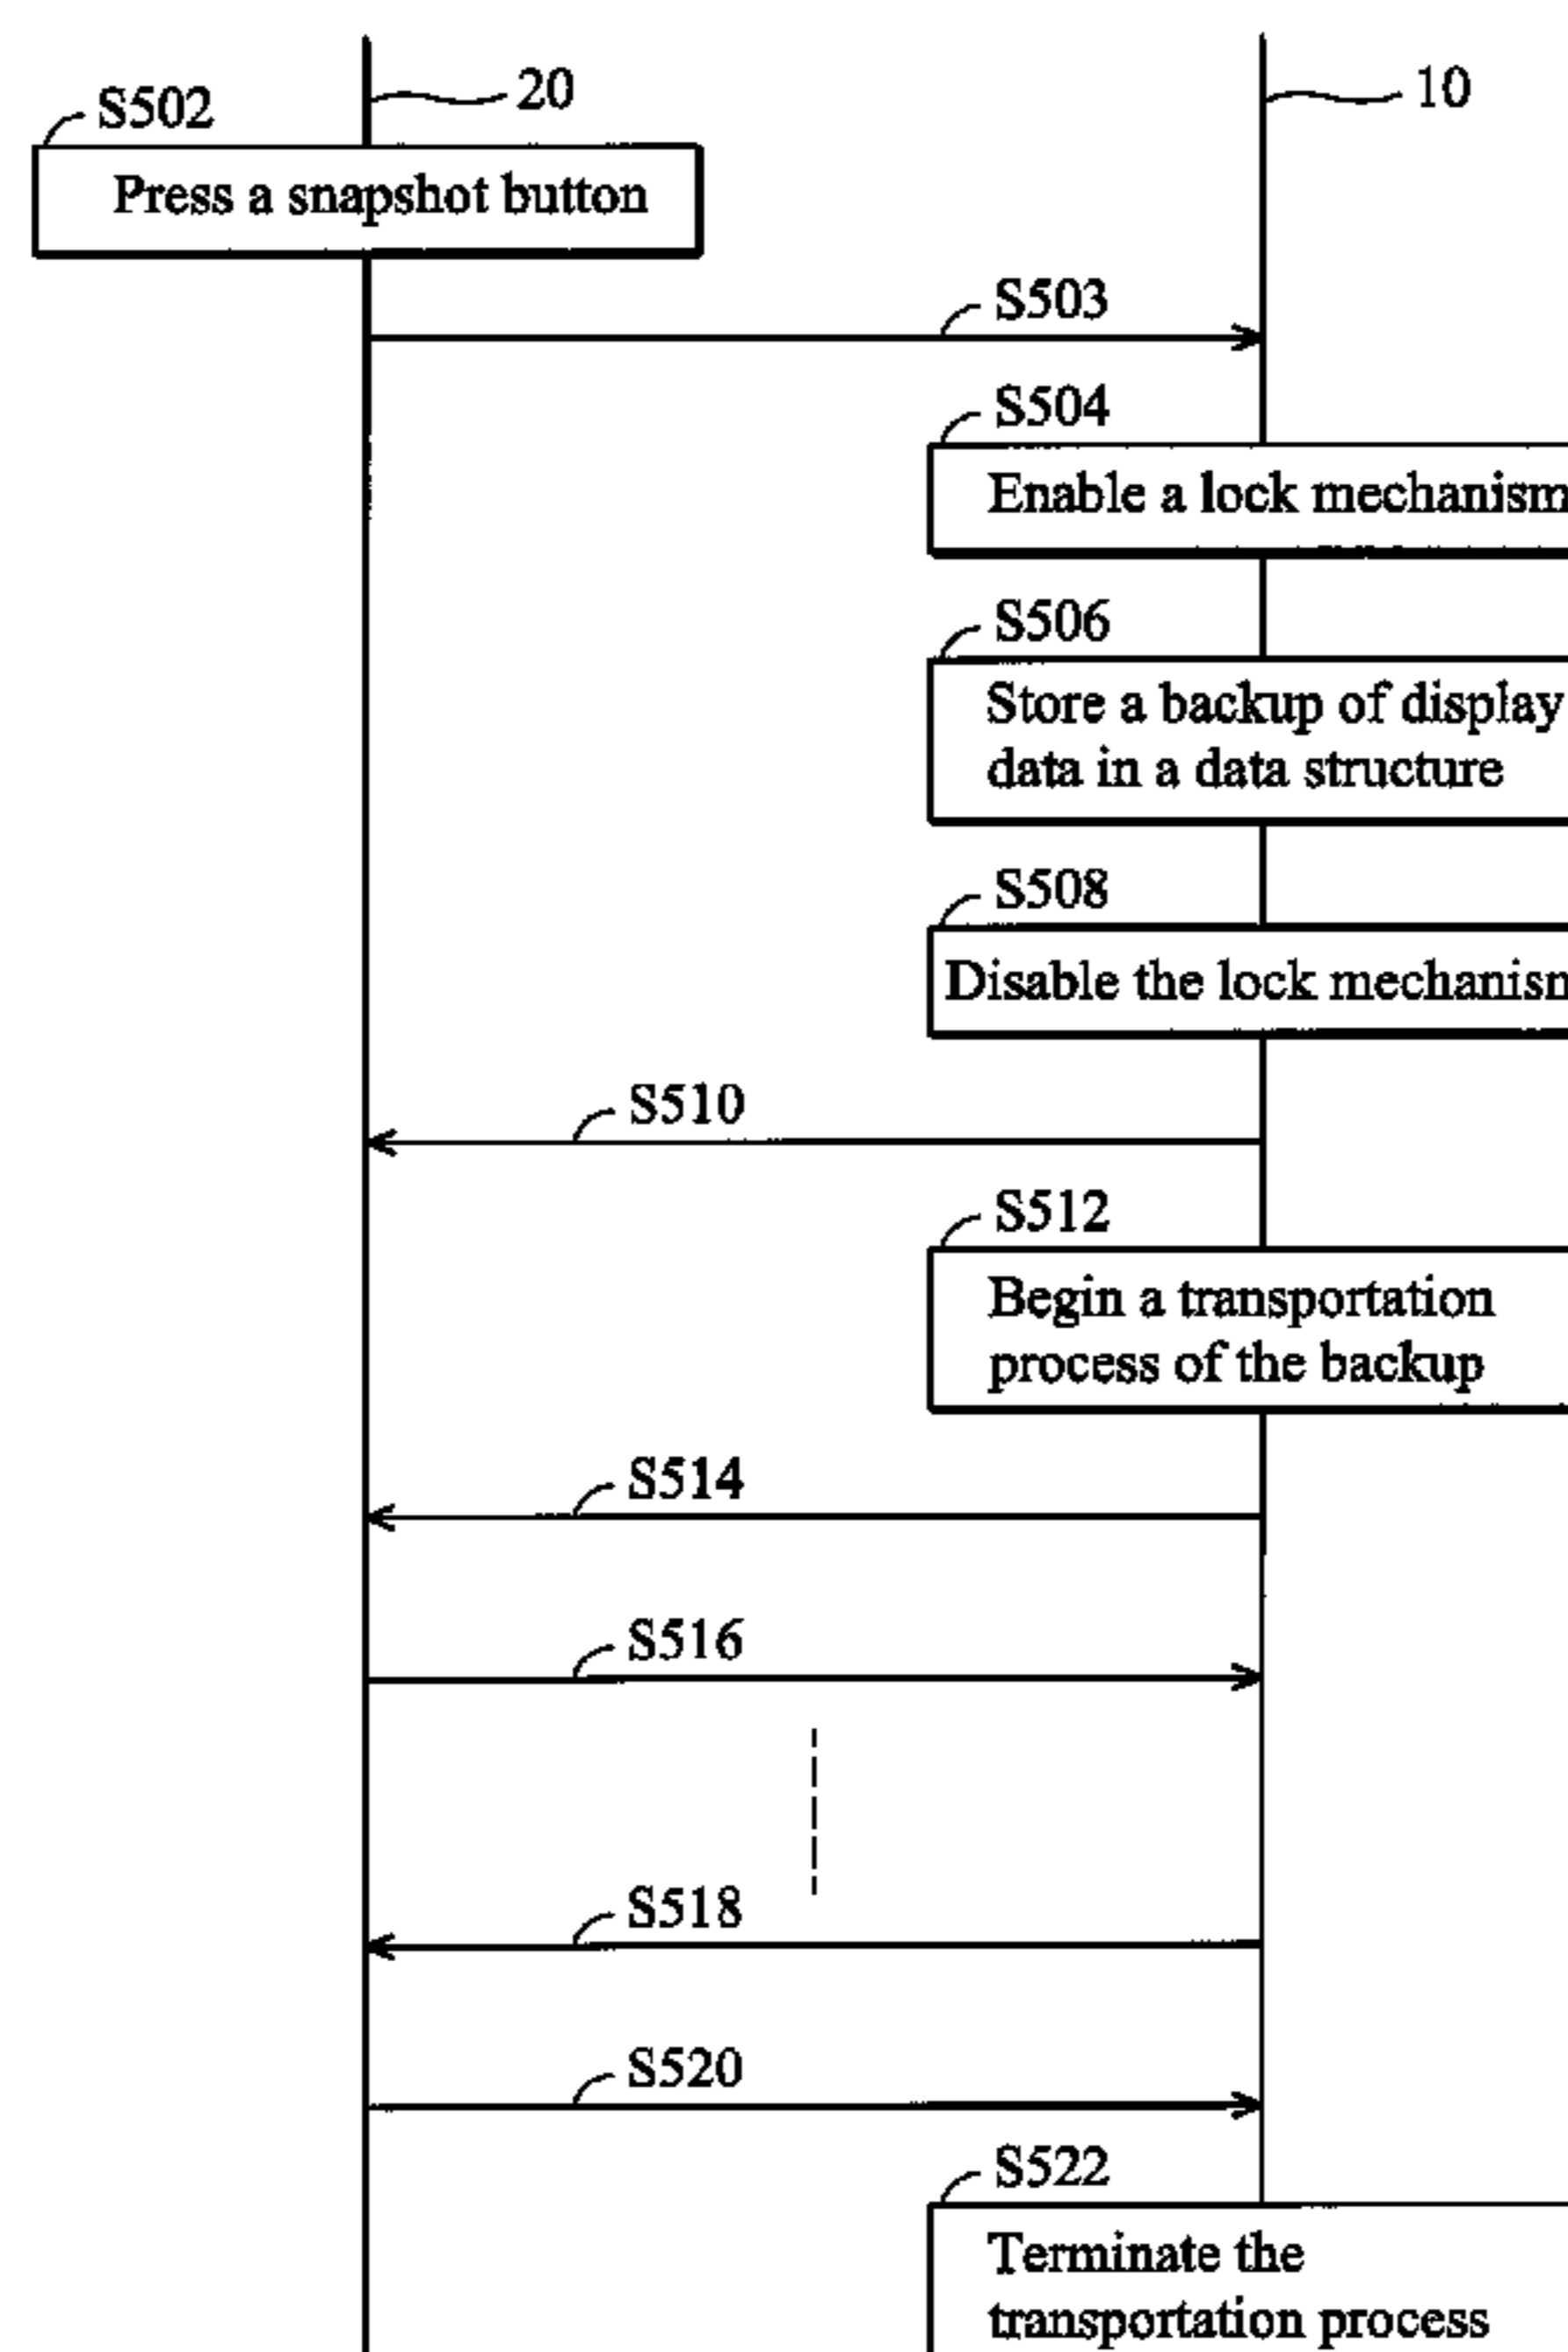 20
10
S502
Press a snapshot button
S503
S504
Enable a lock mechanism
S506
Store a backup of display
data in a data structure
S508
Disable the lock mechanism
S510
S512
Begin a transportation
process of the backup
S514
S516
S518
S520
S522
Terminate the
transportation process